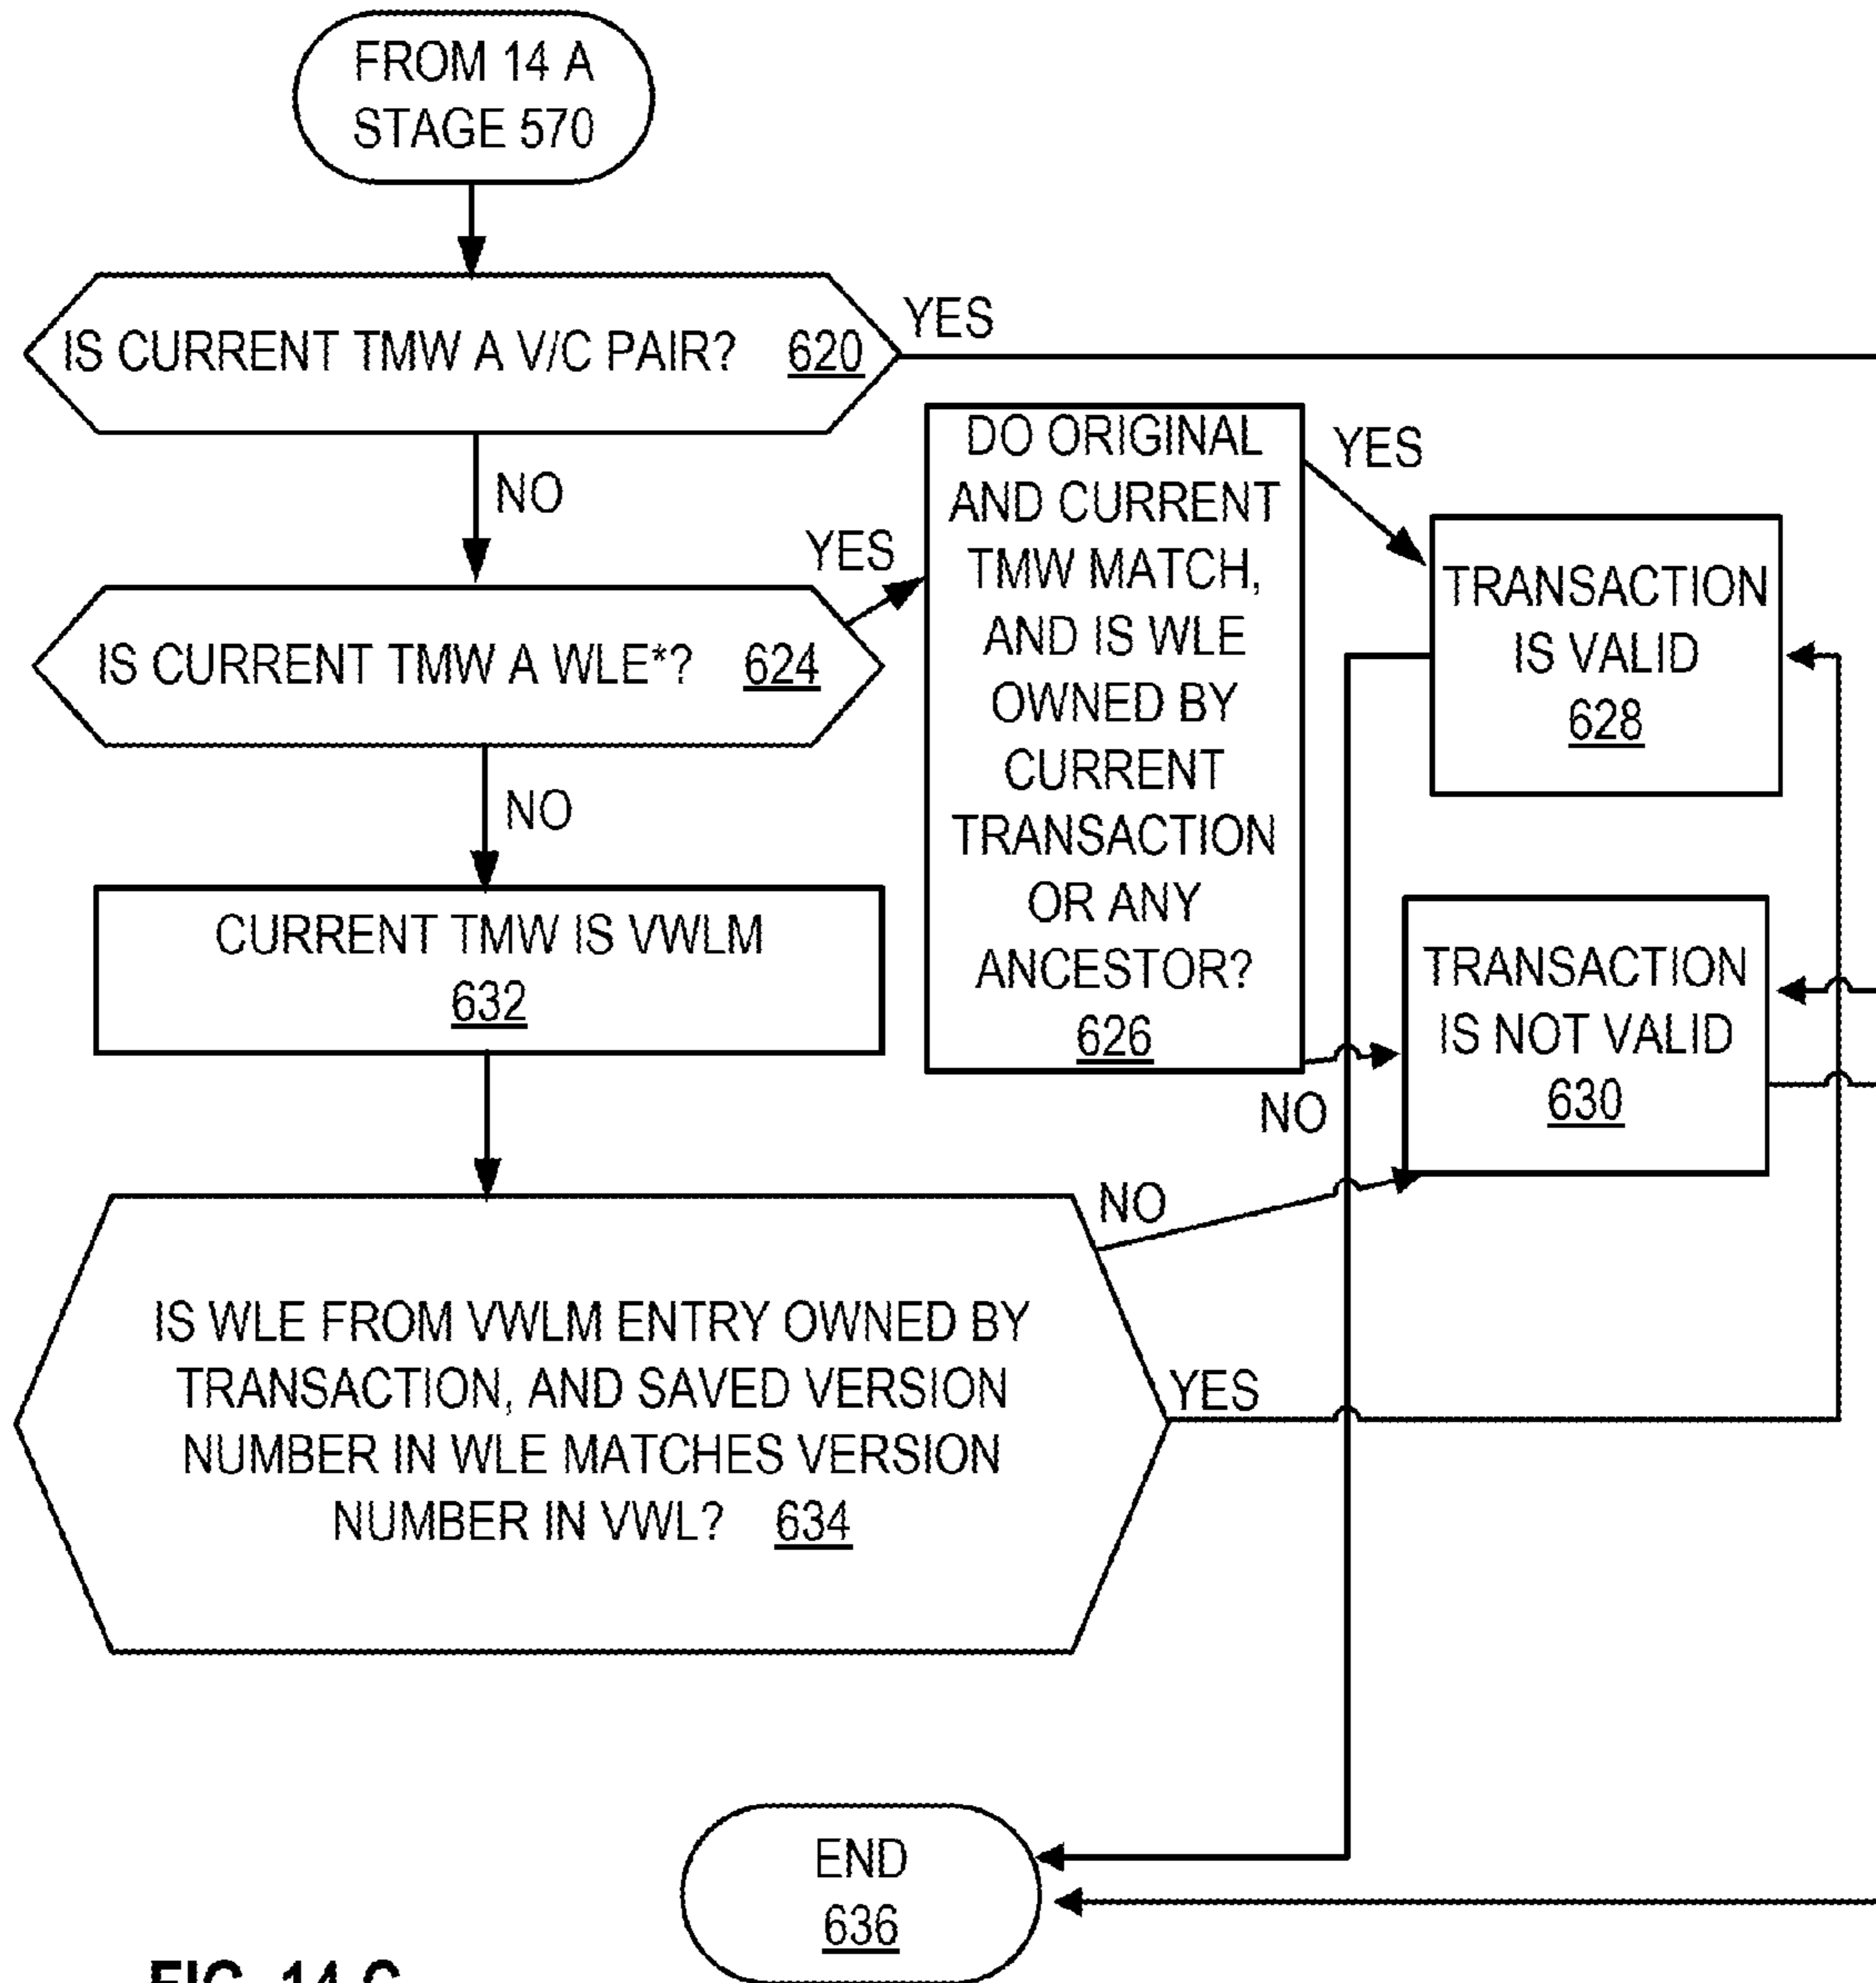 FROM 14 A
STAGE 570
IS CURRENT TMW A V/C PAIR? 620
YES
NO
IS CURRENT TMW A WLE*? 624
YES
DO ORIGINAL
AND CURRENT
TMW MATCH,
AND IS WLE
OWNED BY
CURRENT
TRANSACTION
OR ANY
ANCESTOR?
626
YES
TRANSACTION
IS VALID
628
NO
TRANSACTION
IS NOT VALID
630
NO
CURRENT TMW IS VWLM
632
IS WLE FROM VWLM ENTRY OWNED BY
TRANSACTION, AND SAVED VERSION
NUMBER IN WLE MATCHES VERSION
NUMBER IN VWL? 634
NO
YES
END
636
FIG. 14 C